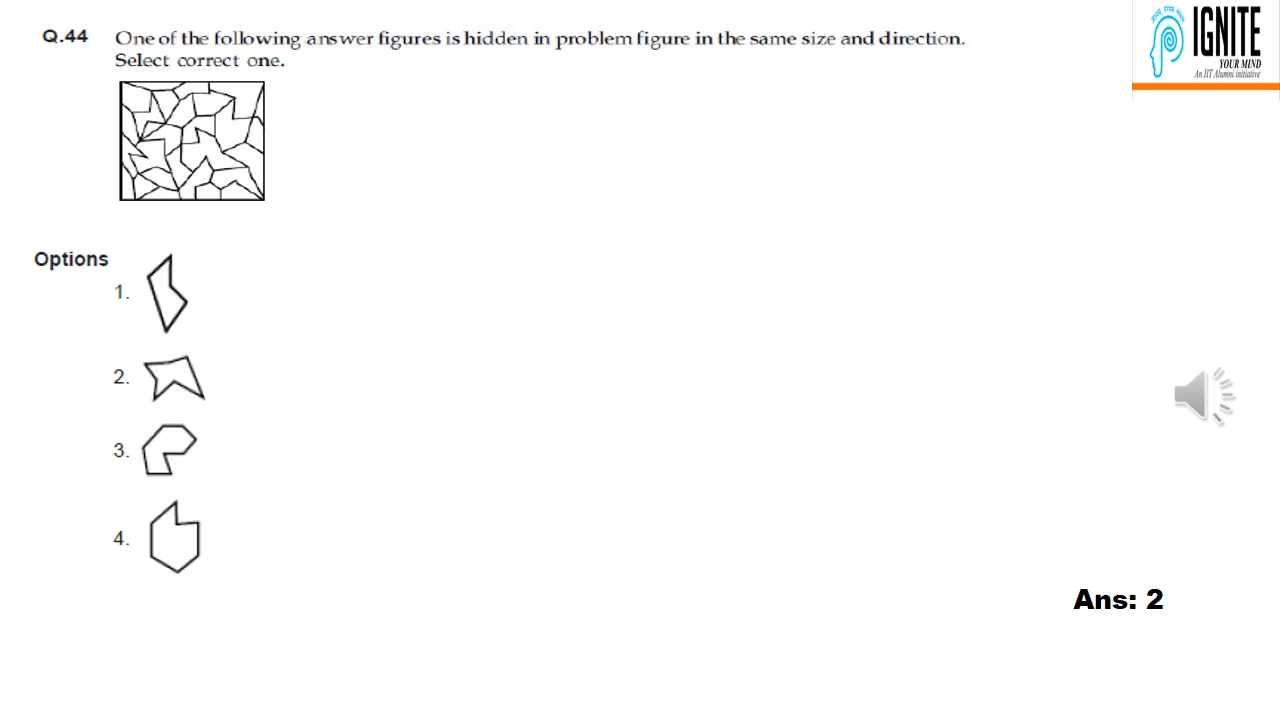 Q.44 One of the following answer figures is hidden in problem figure in the same size and direction.
Select correct one.
IGNITE
YOUR MIND
An IIT Alumni initiative
Options
1.
2.
3.
4.
Ans: 2